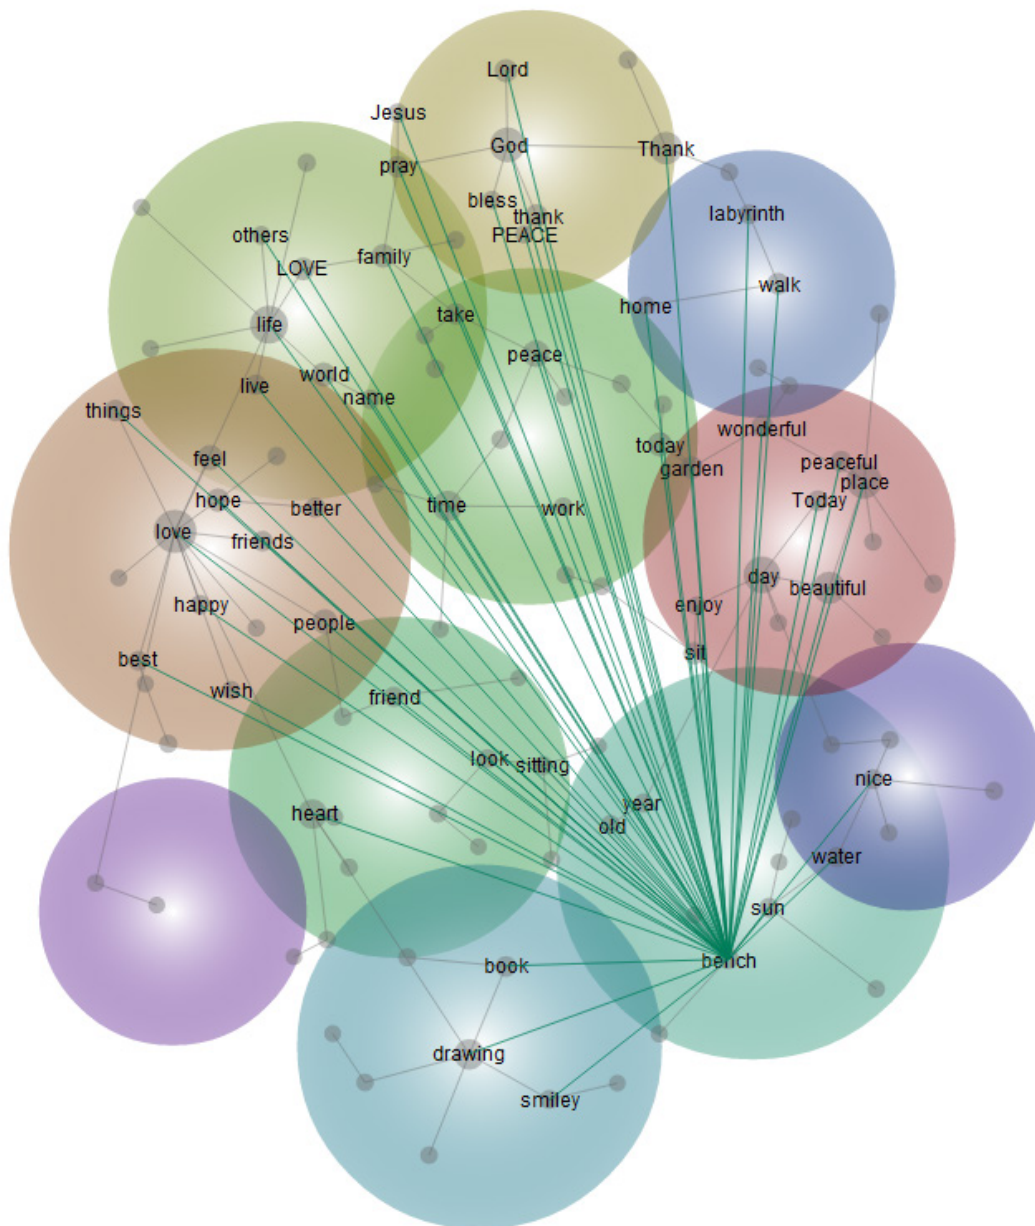 Lord
Jesus
God
Thank
pray
bless
labyrinth
thank
others
PEACE
family
LOVE
walk
home
take
life
peace
world
live
name
things
wonderful
today
feel
peaceful
garden
place
hope
Today
better
time
work
love
friends
day
beautiful
happy
enjoy
people
best
sit
wish
friend
look
sitting
nice
year
heart
old
water
sun
bench
book
drawing
smiley